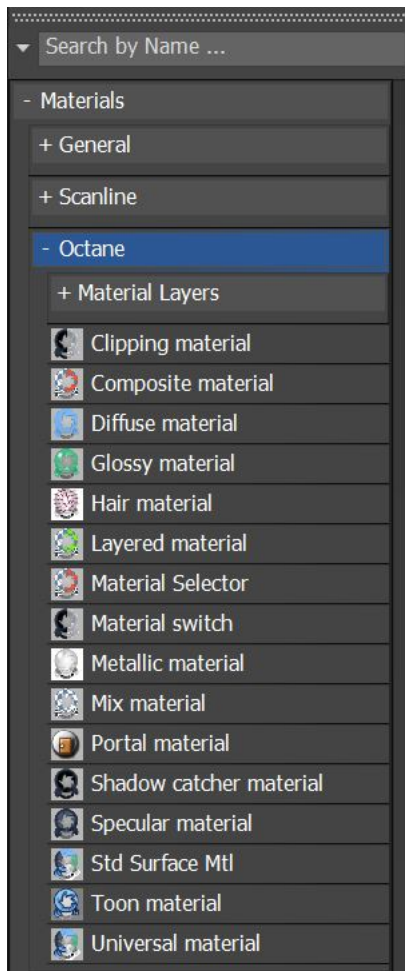 Search by Name ...
- Materials
+ General
+ Scanline
- Octane
+ Material Layers
Clipping material
Composite material
Diffuse material
Glossy material
Hair material
Layered material
Material Selector
Material switch
Metallic material
Mix material
Portal material
Shadow catcher material
Specular material
Std Surface Mtl
Toon material
Universal material